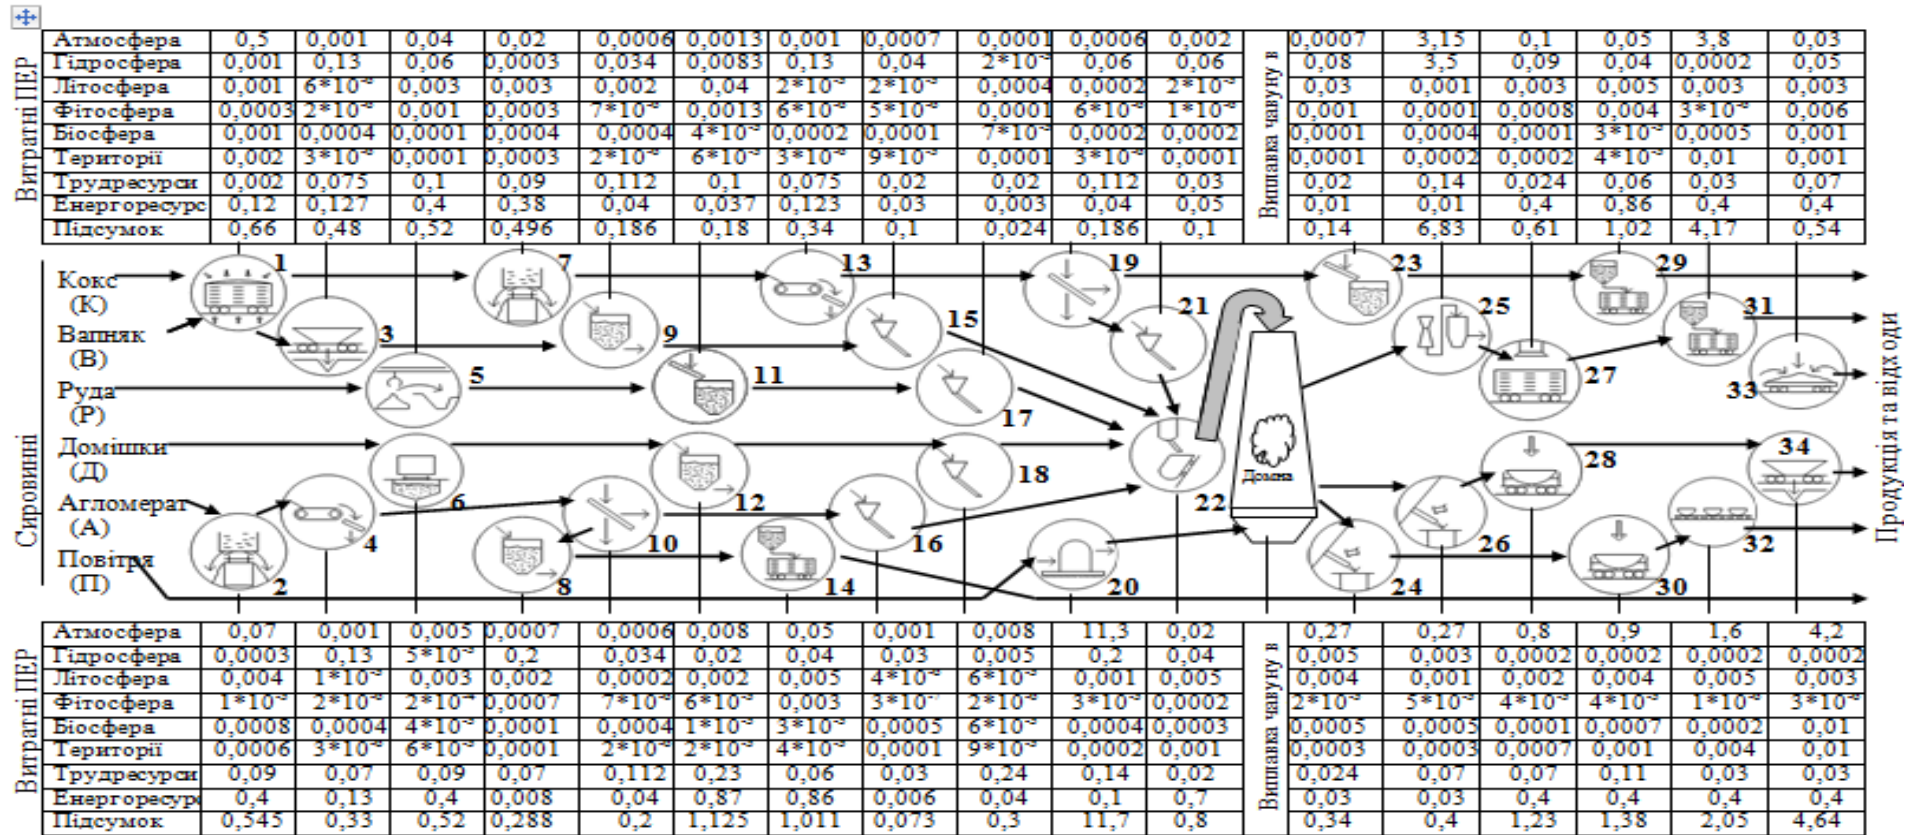 Витратні ПЕР
Атмосфера 0,5 0,001 0,04 0,02 0,0006 0,0013 0,001 0,0007 0,0001 0,0006 0,002 0,0007 3,15 0,1 0,05 3,8 0,03
Гідросфера 0,001 0,13 0,06 0,0003 0,034 0,0083 0,13 0,04 0,06 0,06 0,08 3,5 0,09 0,04 0,0002 0,05
Літосфера 0,001 0,003 0,003 0,002 0,04 0,0004 0,0002 0,03 0,001 0,003 0,005 0,003 0,003
Фітосфера 0,0003 0,001 0,0003 0,0013 0,0001 0,001 0,0001 0,0008 0,004 0,006
Біосфера 0,001 0,0004 0,0001 0,0004 0,0004 0,0002 0,0001 0,0002 0,0002 0,0001 0,0004 0,0001 0,0005 0,001
Території 0,002 0,0001 0,0003 0,0001 0,0001 0,0001 0,0002 0,0002 0,01 0,001
Трудресурси 0,002 0,075 0,1 0,09 0,112 0,1 0,075 0,02 0,02 0,112 0,03 0,02 0,14 0,024 0,06 0,03 0,07
Енергоресурс 0,12 0,127 0,4 0,38 0,04 0,037 0,123 0,03 0,003 0,04 0,05 0,01 0,01 0,4 0,86 0,4 0,4
Підсумок 0,66 0,48 0,52 0,496 0,186 0,18 0,34 0,1 0,024 0,186 0,1 0,14 6,83 0,61 1,02 4,17 0,54
Виплавка чавуну в
Сировинні
Кокс
(К)
Вапняк
(В)
Руда
(Р)
Домішки
(Д)
Агломерат
(А)
Повітря
(П)
1 7 13 19 23 29
3 9 15 21 25 31
5 11 17 27 33
Домна
6 12 18 22 28 34
4 10 16 26 32
2 8 14 20 24 30
Продукція та відходи
Витратні ПЕР
Атмосфера 0,07 0,001 0,005 0,0007 0,0006 0,008 0,05 0,001 0,008 11,3 0,02 0,27 0,27 0,8 0,9 1,6 4,2
Гідросфера 0,0003 0,13 0,2 0,034 0,02 0,04 0,03 0,005 0,2 0,04 0,005 0,003 0,0002 0,0002 0,0002 0,0002
Літосфера 0,004 0,003 0,002 0,0002 0,002 0,005 0,001 0,005 0,004 0,001 0,002 0,004 0,005 0,003
Фітосфера 0,0007 0,003 0,0002
Біосфера 0,0008 0,0004 0,0001 0,0004 0,0005 0,0004 0,0003 0,0005 0,0005 0,0001 0,0007 0,0002 0,01
Території 0,0006 0,0001 0,0001 0,0002 0,001 0,0003 0,0003 0,0007 0,001 0,004 0,01
Трудресурси 0,09 0,07 0,09 0,07 0,112 0,23 0,06 0,03 0,24 0,14 0,02 0,024 0,07 0,07 0,11 0,03 0,03
Енергоресур 0,4 0,13 0,4 0,008 0,04 0,87 0,86 0,006 0,04 0,1 0,7 0,03 0,03 0,4 0,4 0,4 0,4
Підсумок 0,545 0,33 0,52 0,288 0,2 1,125 1,011 0,073 0,3 11,7 0,8 0,34 0,4 1,23 1,38 2,05 4,64
Виплавка чавуну в